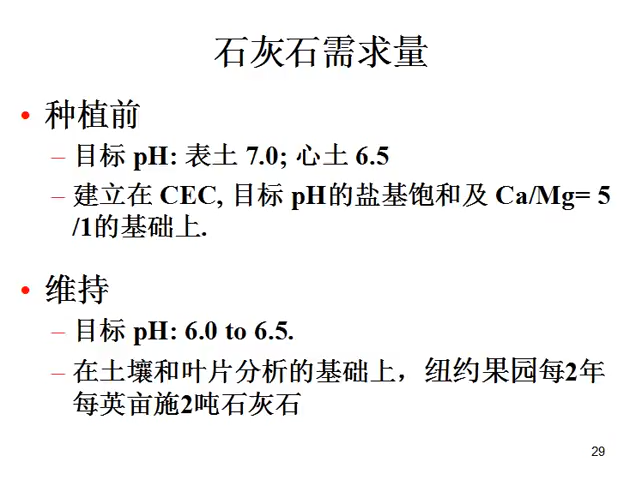 石灰石需求量
• 种植前
– 目标 pH: 表土 7.0; 心土 6.5
– 建立在 CEC, 目标 pH的盐基饱和及 Ca/Mg= 5
/1的基础上.
• 维持
– 目标 pH: 6.0 to 6.5.
– 在土壤和叶片分析的基础上，纽约果园每2年
每英亩施2吨石灰石
29